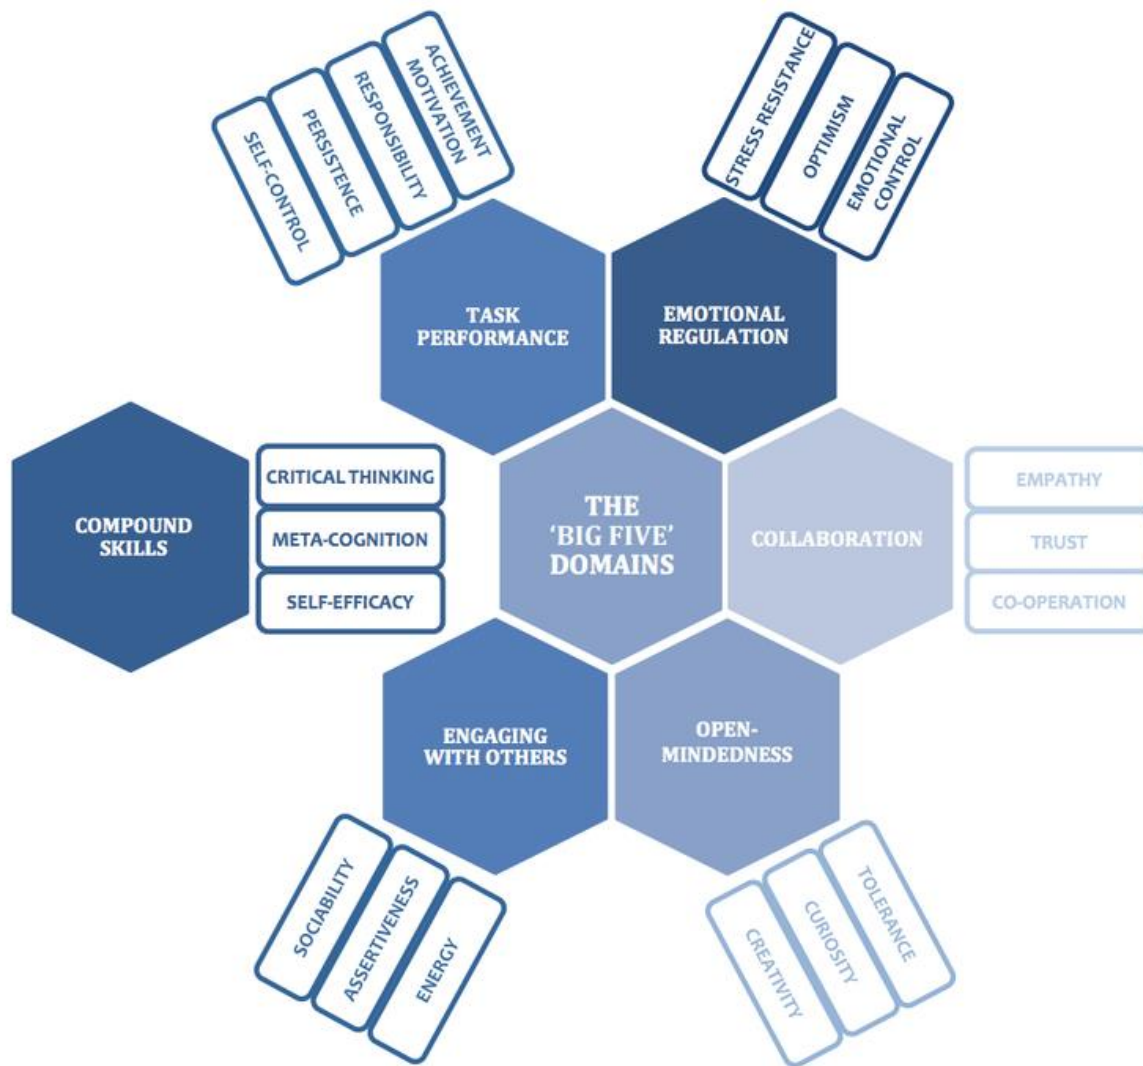 SELF-CONTROL
PERSISTENCE
RESPONSIBILITY
ACHIEVEMENT
MOTIVATION
STRESS RESISTANCE
OPTIMISM
EMOTIONAL
CONTROL
TASK
PERFORMANCE
EMOTIONAL
REGULATION
COMPOUND
SKILLS
CRITICAL THINKING
META-COGNITION
SELF-EFFICACY
THE
‘BIG FIVE’
DOMAINS
COLLABORATION
EMPATHY
TRUST
CO-OPERATION
ENGAGING
WITH OTHERS
OPEN-
MINDEDNESS
SOCIABILITY
ASSERTIVENESS
ENERGY
CREATIVITY
CURIOSITY
TOLERANCE